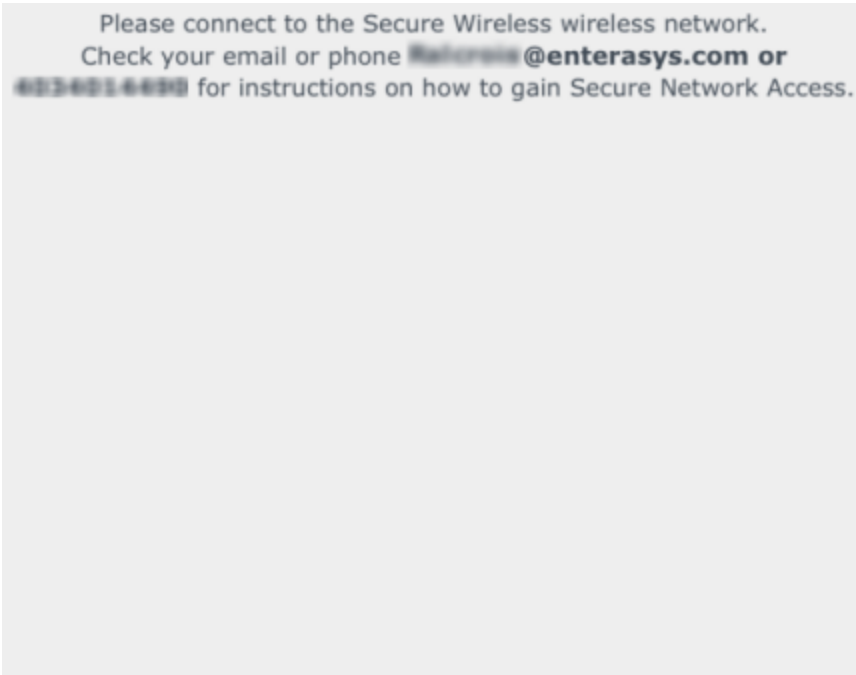 Please connect to the Secure Wireless wireless network.
Check your email or phone @enterasys.com or
for instructions on how to gain Secure Network Access.